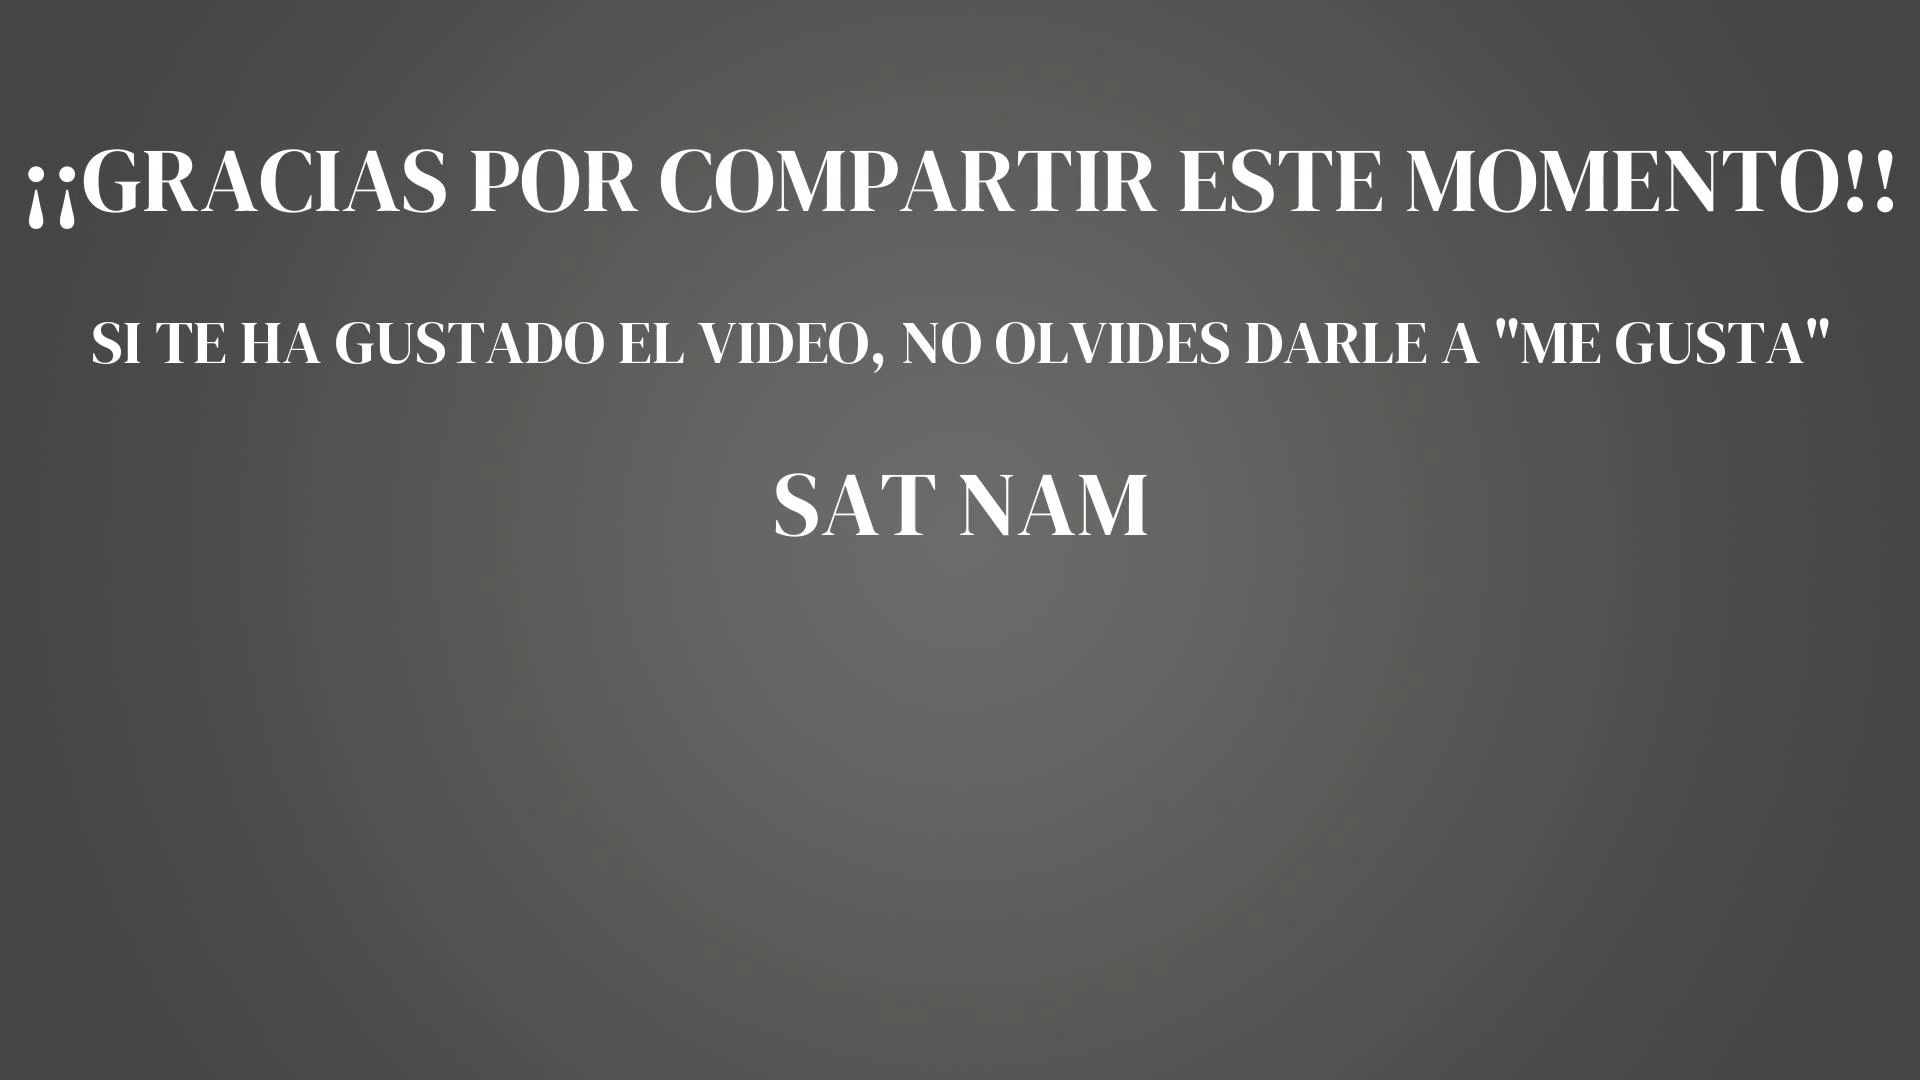 ¡¡GRACIAS POR COMPARTIR ESTE MOMENTO!!
SI TE HA GUSTADO EL VIDEO, NO OLVIDES DARLE A "ME GUSTA"
SAT NAM